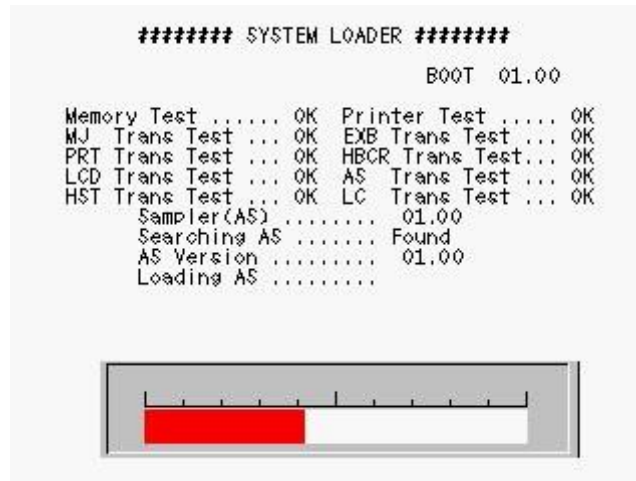 ######## SYSTEM LOADER ########
BOOT 01.00
Memory Test ...... OK Printer Test ..... OK
MJ Trans Test ... OK EXB Trans Test ... OK
PRT Trans Test ... OK HBCR Trans Test... OK
LCD Trans Test ... OK AS Trans Test ... OK
HST Trans Test ... OK LC Trans Test ... OK
Sampler(AS) ........ 01.00
Searching AS ....... Found
AS Version ......... 01.00
Loading AS .........